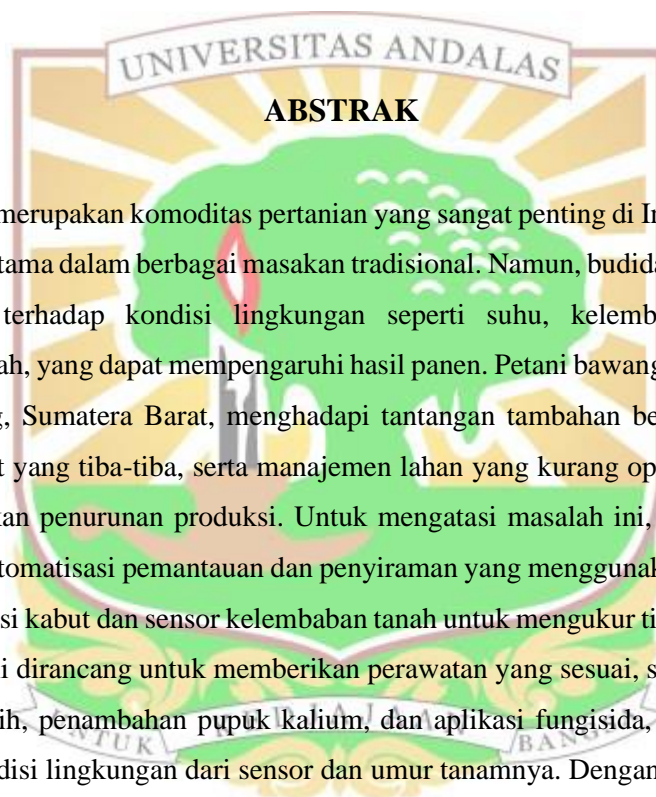 UNIVERSITAS ANDALAS
ABSTRAK
merupakan komoditas pertanian yang sangat penting di In
tama dalam berbagai masakan tradisional. Namun, budida
terhadap kondisi lingkungan seperti suhu, kelemb
ah, yang dapat mempengaruhi hasil panen. Petani bawang
g, Sumatera Barat, menghadapi tantangan tambahan be
t yang tiba-tiba, serta manajemen lahan yang kurang op
kan penurunan produksi. Untuk mengatasi masalah ini,
tomatisasi pemantauan dan penyiraman yang menggunak
si kabut dan sensor kelembaban tanah untuk mengukur ti
i dirancang untuk memberikan perawatan yang sesuai, s
ih, penambahan pupuk kalium, dan aplikasi fungisida,
UNTUK
disi lingkungan dari sensor dan umur tanamnya. Dengan